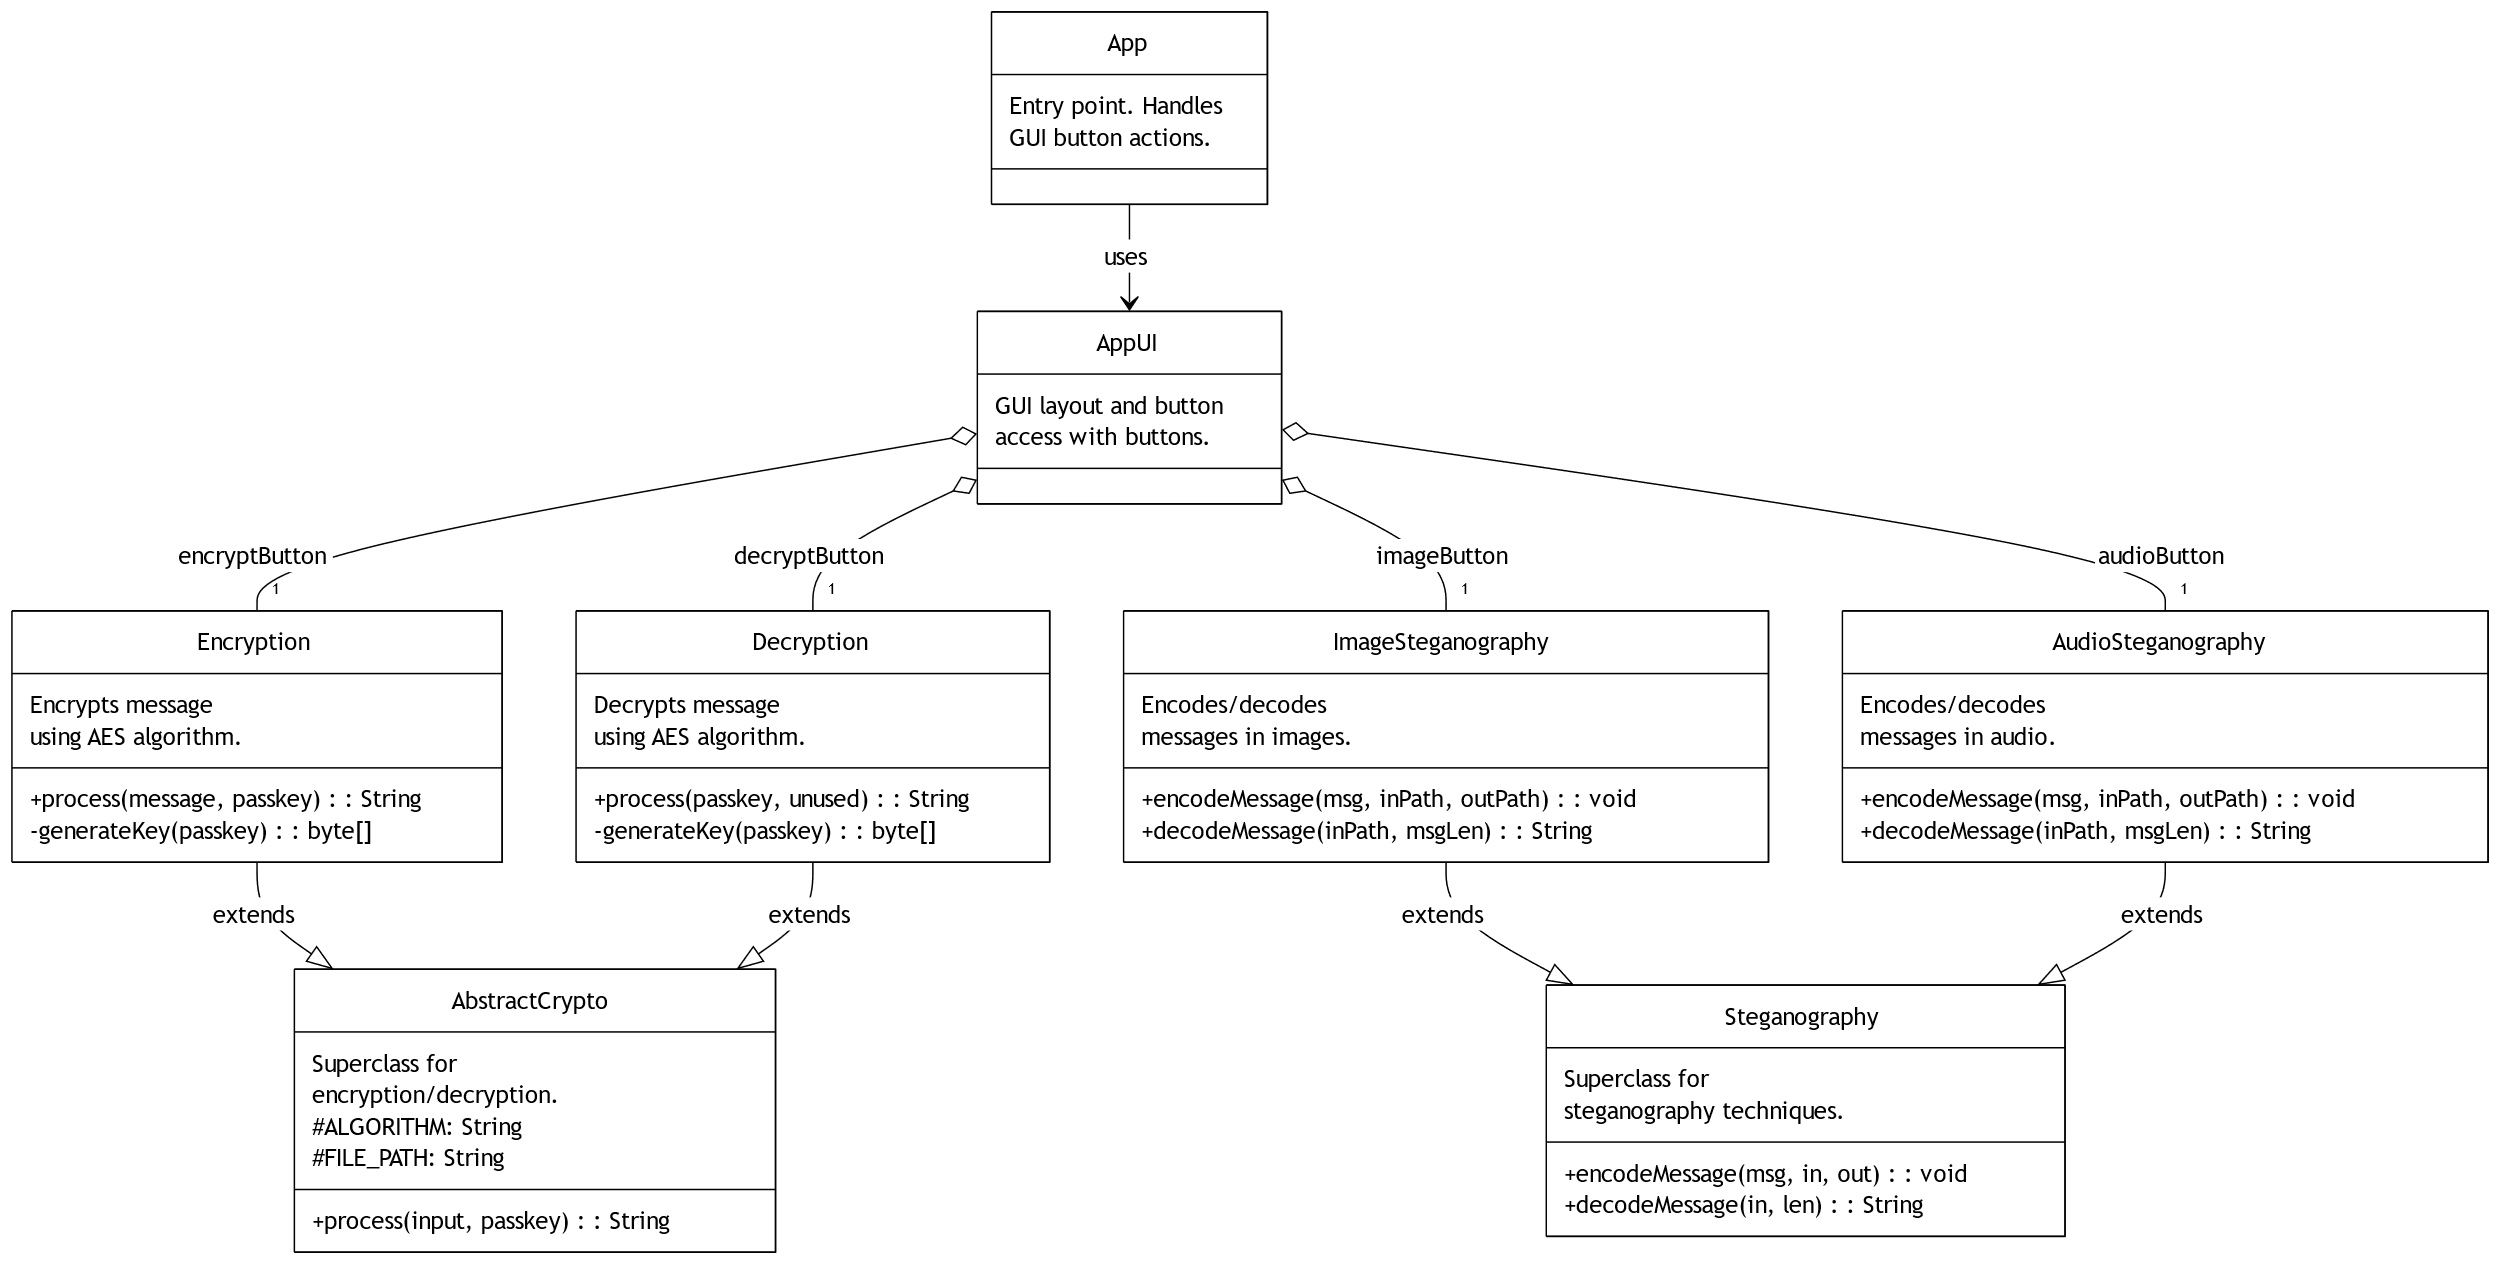 App
Entry point. Handles
GUI button actions.
uses
AppUI
GUI layout and button
access with buttons.
encryptButton
decryptButton
imageButton
audioButton
1
1
1
1
Encryption
Encrypts message
using AES algorithm.
+process(message, passkey) : : String
-generateKey(passkey) : : byte[]
Decryption
Decrypts message
using AES algorithm.
+process(passkey, unused) : : String
-generateKey(passkey) : : byte[]
ImageSteganography
Encodes/decodes
messages in images.
+encodeMessage(msg, inPath, outPath) : : void
+decodeMessage(inPath, msgLen) : : String
AudioSteganography
Encodes/decodes
messages in audio.
+encodeMessage(msg, inPath, outPath) : : void
+decodeMessage(inPath, msgLen) : : String
extends
extends
extends
extends
AbstractCrypto
Superclass for
encryption/decryption.
#ALGORITHM: String
#FILE_PATH: String
+process(input, passkey) : : String
Steganography
Superclass for
steganography techniques.
+encodeMessage(msg, in, out) : : void
+decodeMessage(in, len) : : String